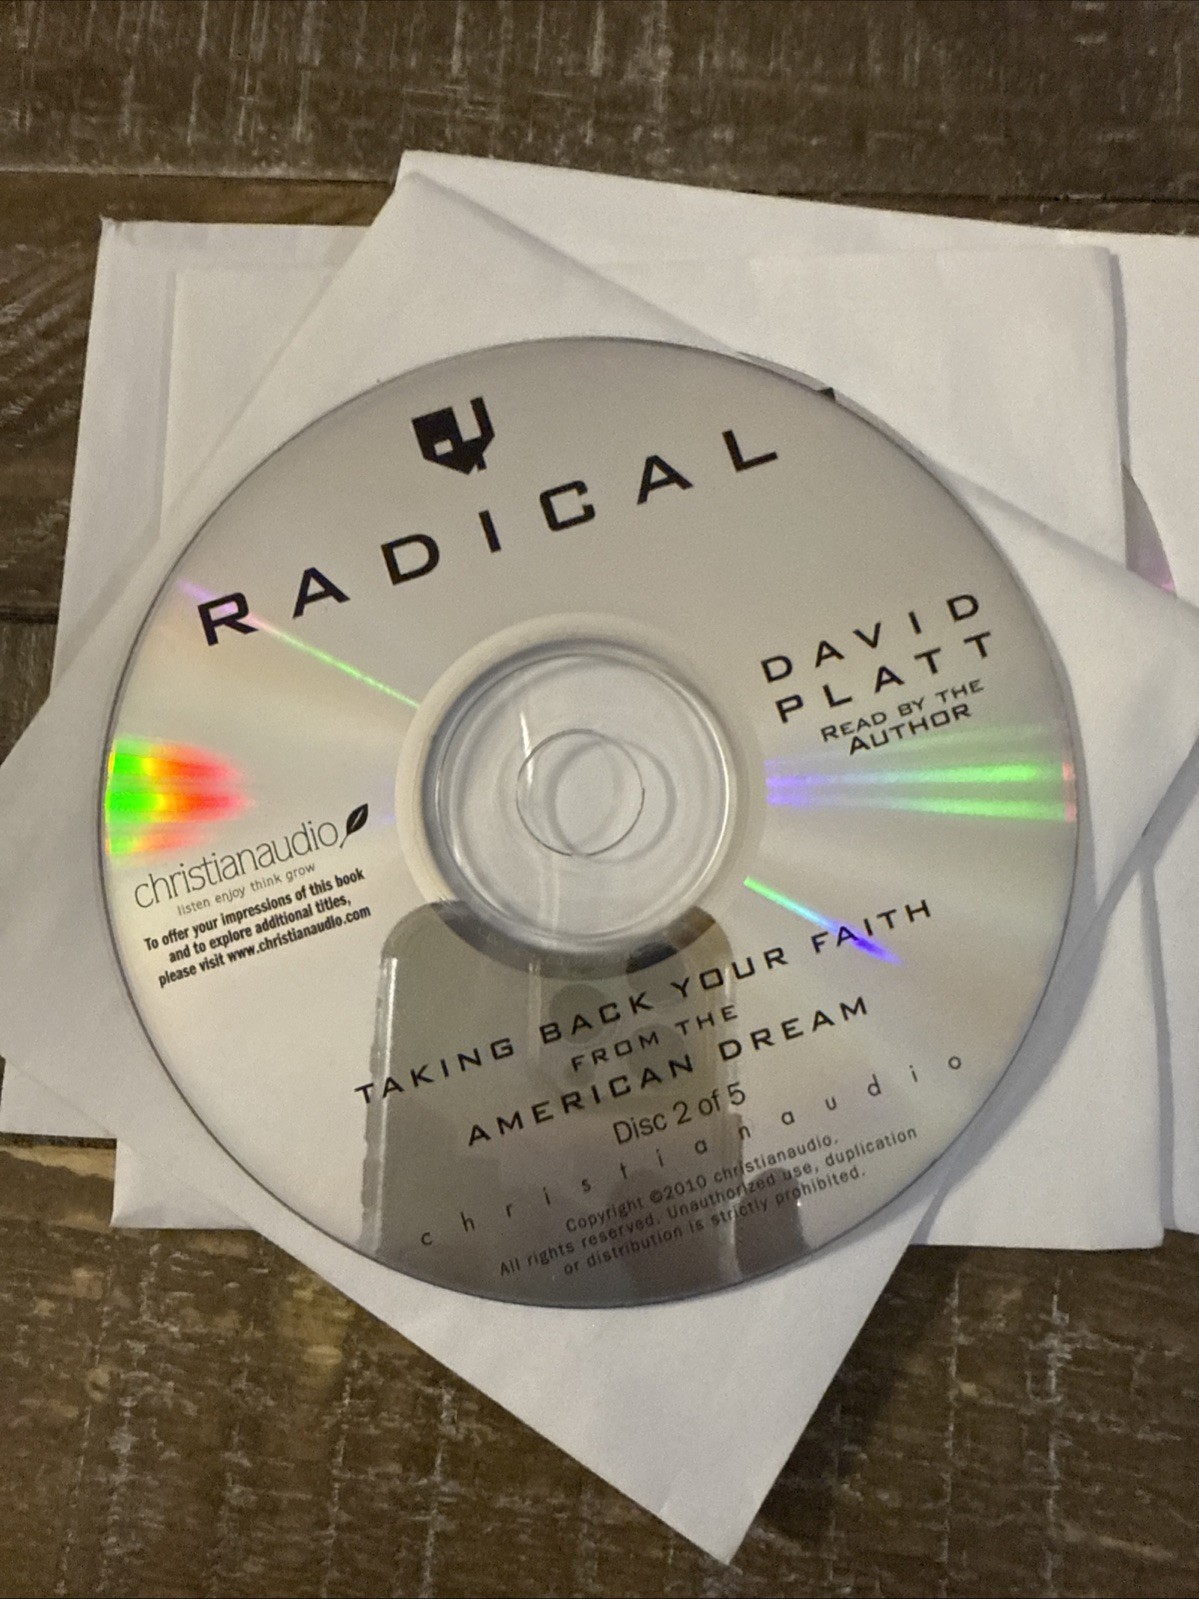 RADICAL
DAVID
PLATT
READ BY THE
AUTHOR
christianaudio
listen enjoy think grow
To offer your impressions of this book
and to explore additional titles,
please visit www.christianaudio.com
TAKING BACK YOUR FAITH
FROM THE
AMERICAN DREAM
Disc 2 of 5
christianaudio
Copyright ©2010 christianaudio.
All rights reserved. Unauthorized use, duplication
or distribution is strictly prohibited.